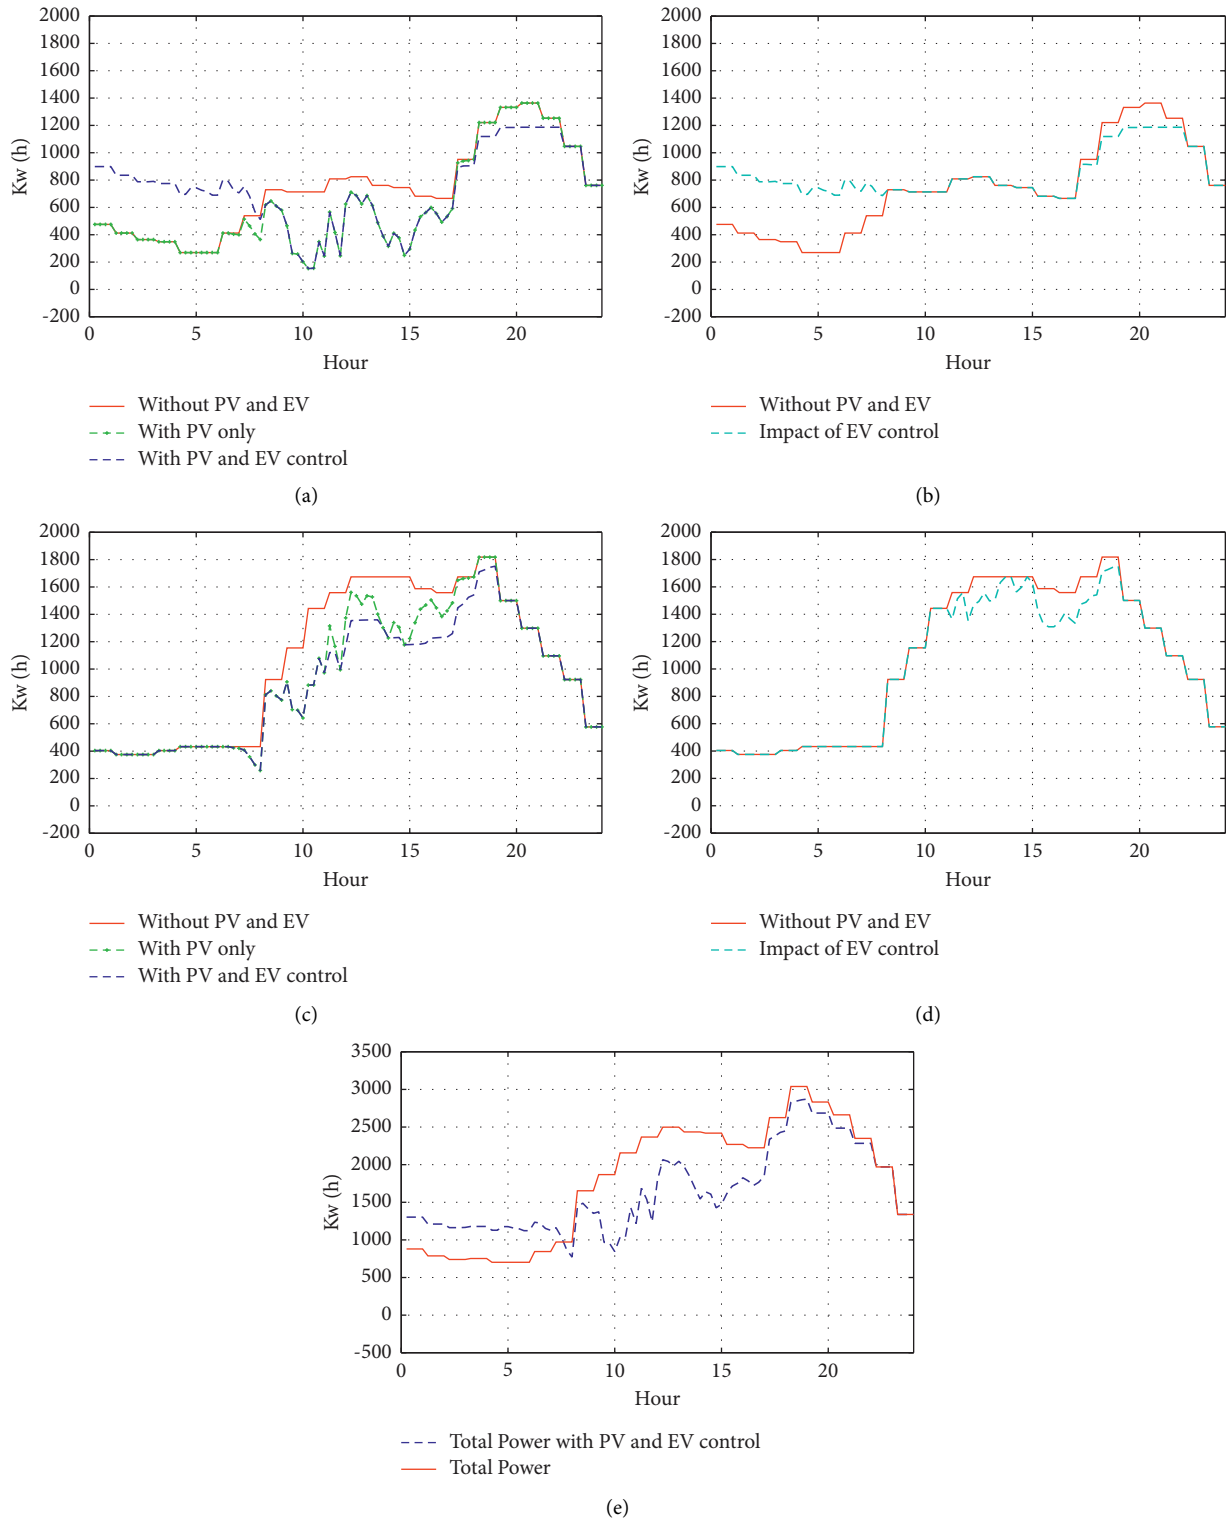 2000
1800
1600
1400
1200
1000
800
600
400
200
0
-200
Kw (h)
0 5 10 15 20
Hour
Without PV and EV
With PV only
With PV and EV control
(a)
2000
1800
1600
1400
1200
1000
800
600
400
200
0
-200
Kw (h)
0 5 10 15 20
Hour
Without PV and EV
Impact of EV control
(b)
2000
1800
1600
1400
1200
1000
800
600
400
200
0
-200
Kw (h)
0 5 10 15 20
Hour
Without PV and EV
With PV only
With PV and EV control
(c)
2000
1800
1600
1400
1200
1000
800
600
400
200
0
-200
Kw (h)
0 5 10 15 20
Hour
Without PV and EV
Impact of EV control
(d)
3500
3000
2500
2000
1500
1000
500
0
-500
Kw (h)
0 5 10 15 20
Hour
Total Power with PV and EV control
Total Power
(e)